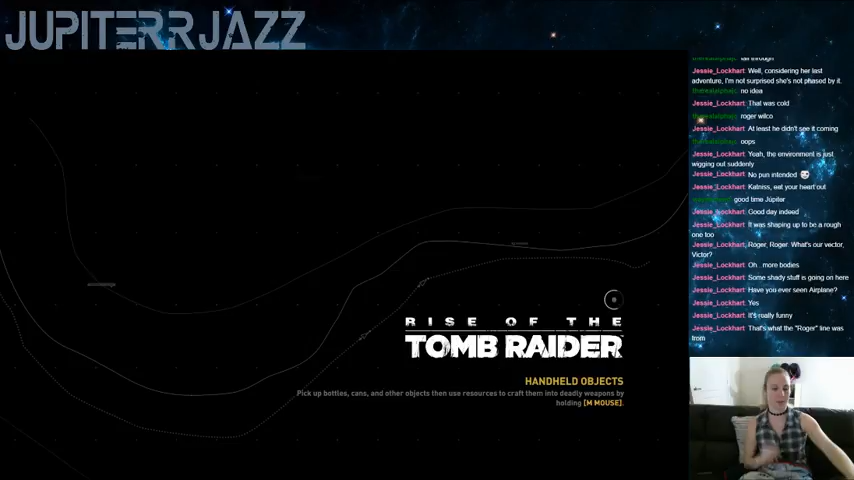 JUPITERRJAZZ
Jessie_Lockhart: Well, considering her last
adventure, I'm not surprised she's not phased by it.
no idea
Jessie_Lockhart: That was cold
roger wilco
Jessie_Lockhart: At least he didn't see it coming
oops
Jessie_Lockhart: Yeah, the environment is just
wigging out suddenly
Jessie_Lockhart: No pun intended
Jessie_Lockhart: Katniss, eat your heart out
good time Júpiter
Jessie_Lockhart: Good day indeed
Jessie_Lockhart: It was shaping up to be a rough
one too
Jessie_Lockhart: Roger, Roger. What's our vector,
Victor?
Jessie_Lockhart: Oh.. more bodies
Jessie_Lockhart: Some shady stuff is going on here
Jessie_Lockhart: Have you ever seen Airplane?
Jessie_Lockhart: Yes
Jessie_Lockhart: It's really funny
Jessie_Lockhart: That's what the "Roger" line was
from
RISE OF THE
TOMB RAIDER
HANDHELD OBJECTS
Pick up bottles, cans, and other objects then use resources to craft them into deadly weapons by
holding [M MOUSE].